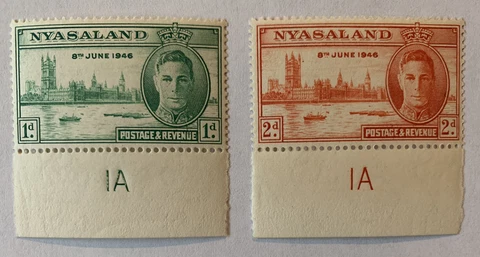 NYASALAND
8TH JUNE 1946
1d POSTAGE & REVENUE 1d
1A
NYASALAND
8TH JUNE 1946
2d POSTAGE & REVENUE 2d
1A